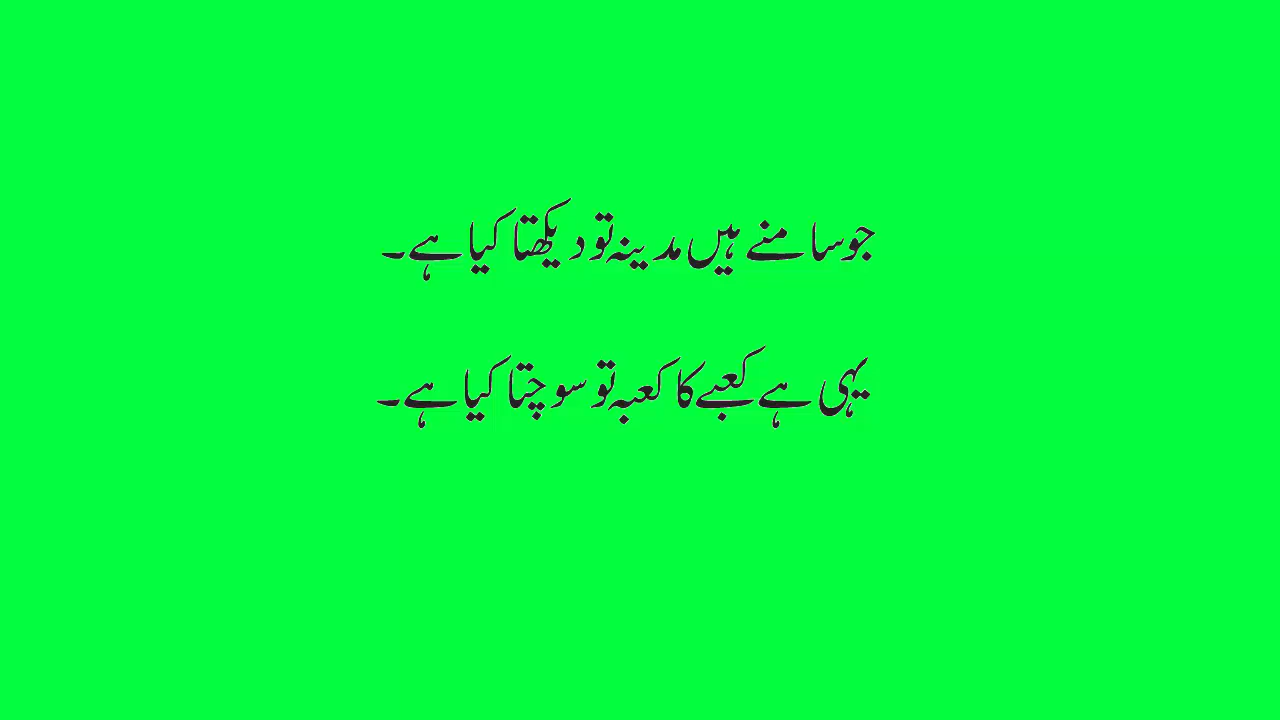 جو سامنے ہیں مدینہ تو دیکھتا کیا ہے۔
یہی ہے کعبے کا کعبہ تو سوچتا کیا ہے۔